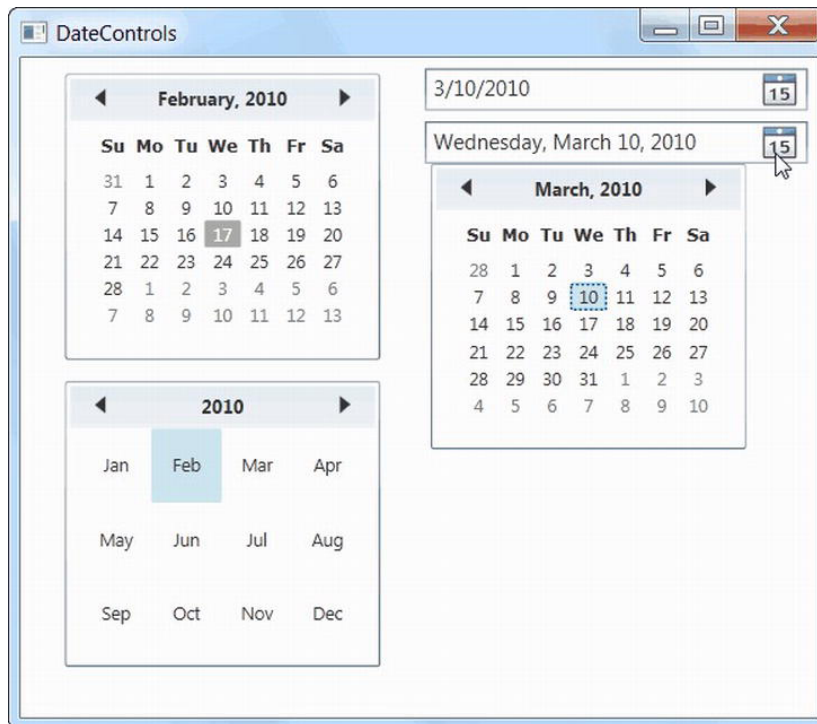 DateControls
February, 2010
Su Mo Tu We Th Fr Sa
31 1 2 3 4 5 6
7 8 9 10 11 12 13
14 15 16 17 18 19 20
21 22 23 24 25 26 27
28 1 2 3 4 5 6
7 8 9 10 11 12 13
2010
Jan Feb Mar Apr
May Jun Jul Aug
Sep Oct Nov Dec
3/10/2010 15
Wednesday, March 10, 2010 15
March, 2010
Su Mo Tu We Th Fr Sa
28 1 2 3 4 5 6
7 8 9 10 11 12 13
14 15 16 17 18 19 20
21 22 23 24 25 26 27
28 29 30 31 1 2 3
4 5 6 7 8 9 10